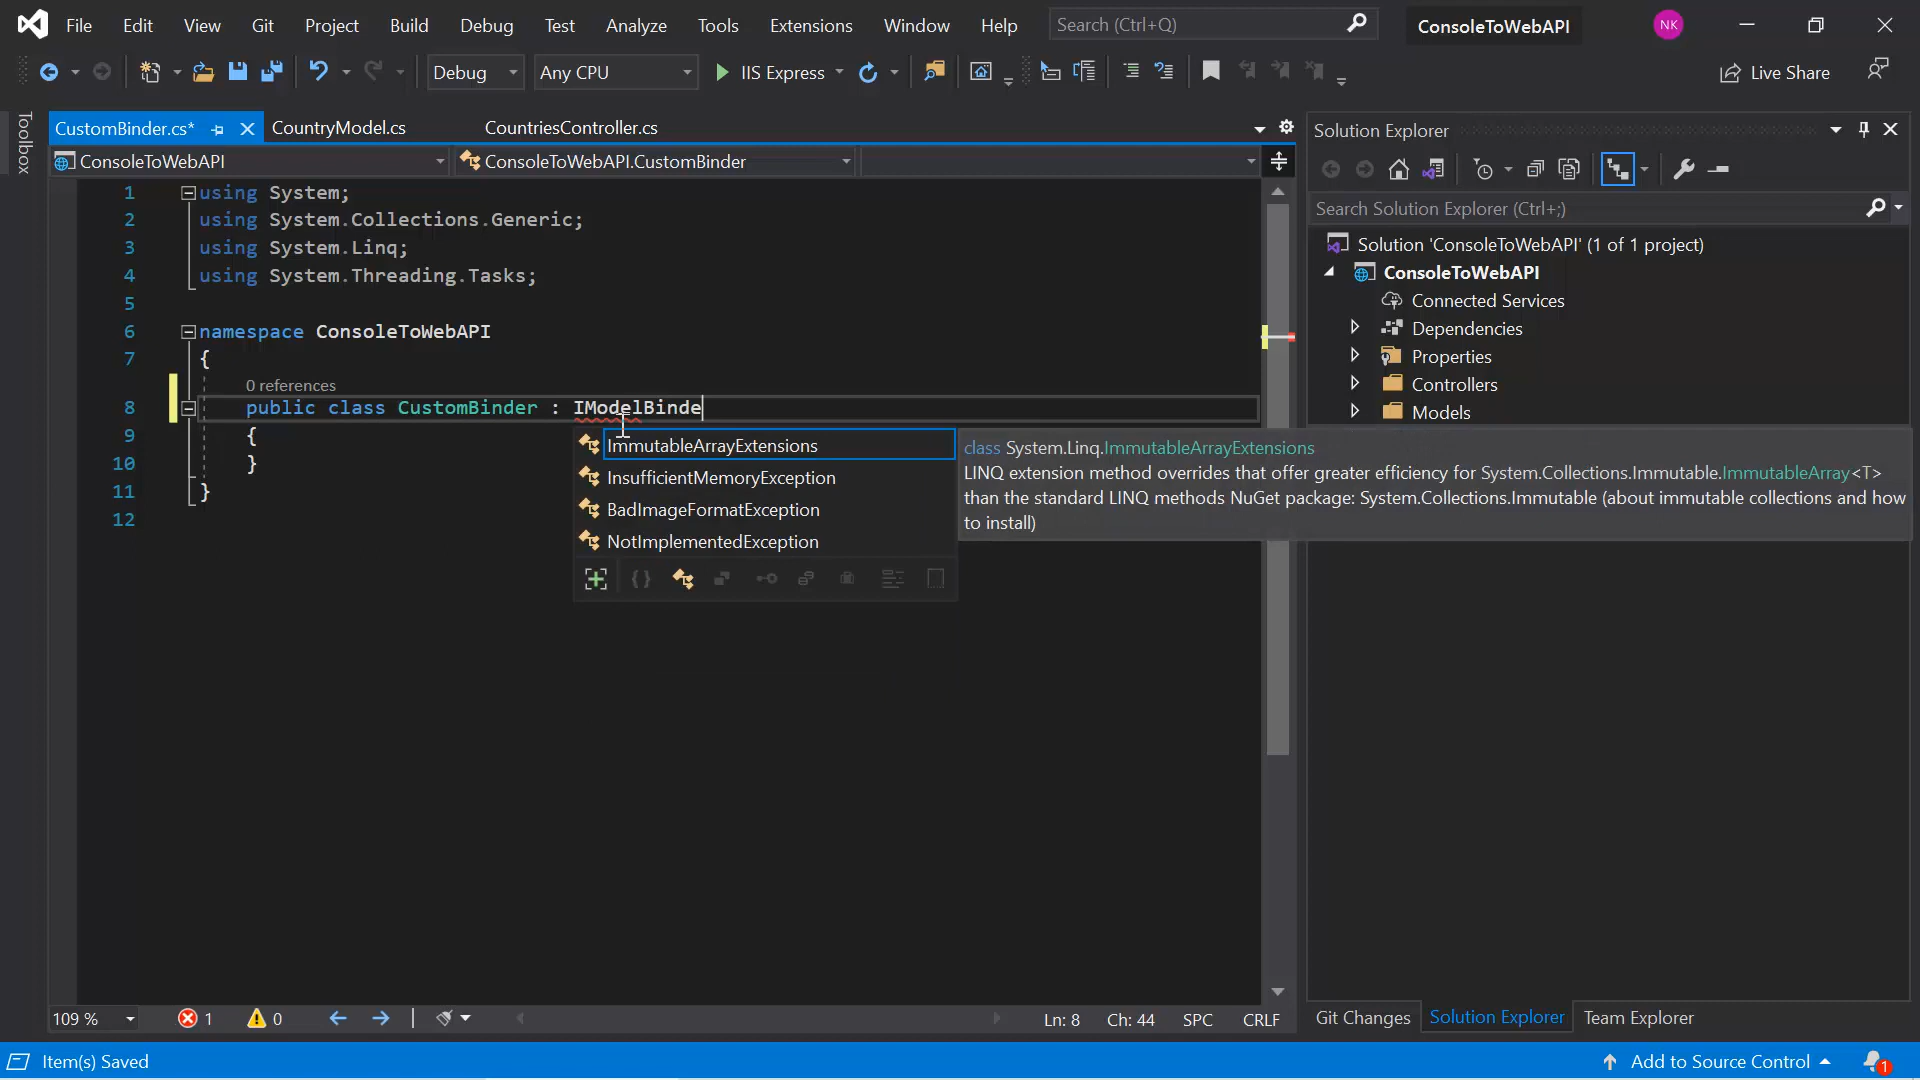 File Edit View Git Project Build Debug Test Analyze Tools Extensions Window Help Search (Ctrl+Q) ConsoleToWebAPI NK
Debug Any CPU IIS Express Live Share
Toolbox
CustomBinder.cs* CountryModel.cs CountriesController.cs
ConsoleToWebAPI ConsoleToWebAPI.CustomBinder
1 using System;
2 using System.Collections.Generic;
3 using System.Linq;
4 using System.Threading.Tasks;
5
6 namespace ConsoleToWebAPI
7 {
0 references
8 public class CustomBinder : IModelBinde
9 {
10 }
11 }
12
ImmutableArrayExtensions
InsufficientMemoryException
BadImageFormatException
NotImplementedException
class System.Linq.ImmutableArrayExtensions
LINQ extension method overrides that offer greater efficiency for System.Collections.Immutable.ImmutableArray<T>
than the standard LINQ methods NuGet package: System.Collections.Immutable (about immutable collections and how
to install)
Solution Explorer
Search Solution Explorer (Ctrl+;)
Solution 'ConsoleToWebAPI' (1 of 1 project)
ConsoleToWebAPI
Connected Services
Dependencies
Properties
Controllers
Models
109 % 1 0 Ln: 8 Ch: 44 SPC CRLF
Git Changes Solution Explorer Team Explorer
Item(s) Saved Add to Source Control 1